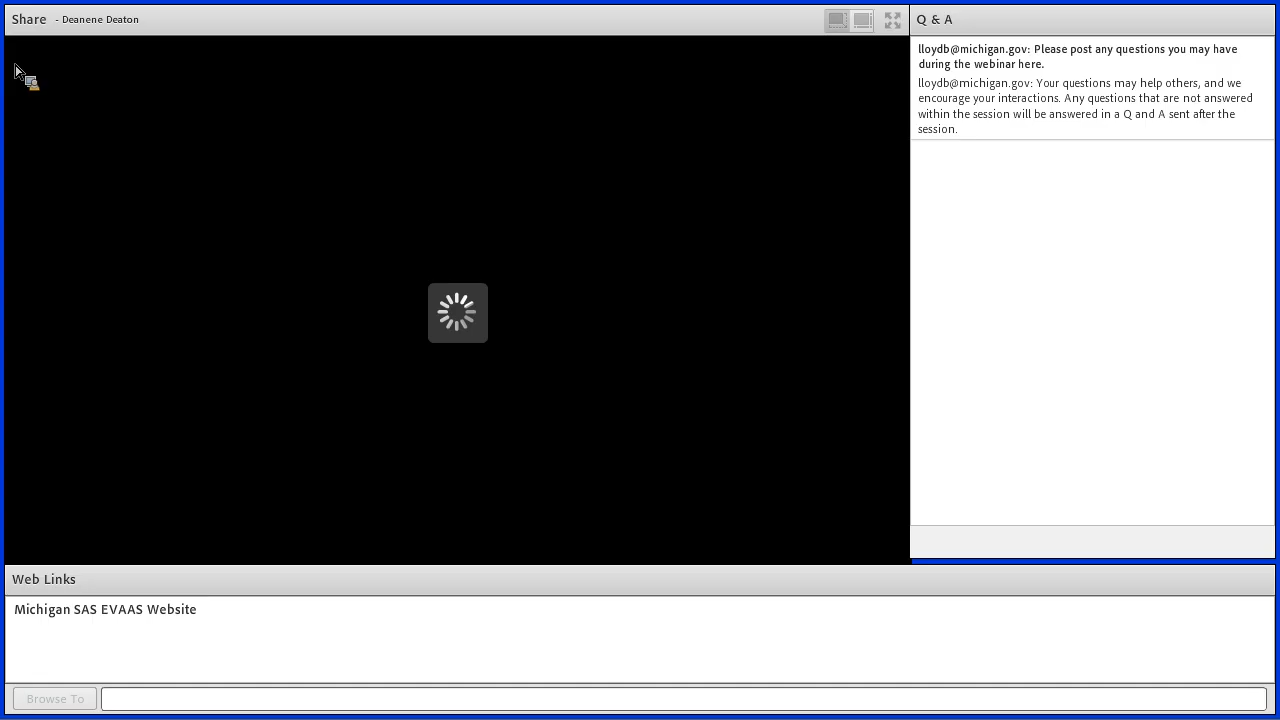 Share - Deanene Deaton
Q & A
lloydb@michigan.gov: Please post any questions you may have
during the webinar here.
lloydb@michigan.gov: Your questions may help others, and we
encourage your interactions. Any questions that are not answered
within the session will be answered in a Q and A sent after the
session.
Web Links
Michigan SAS EVAAS Website
Browse To